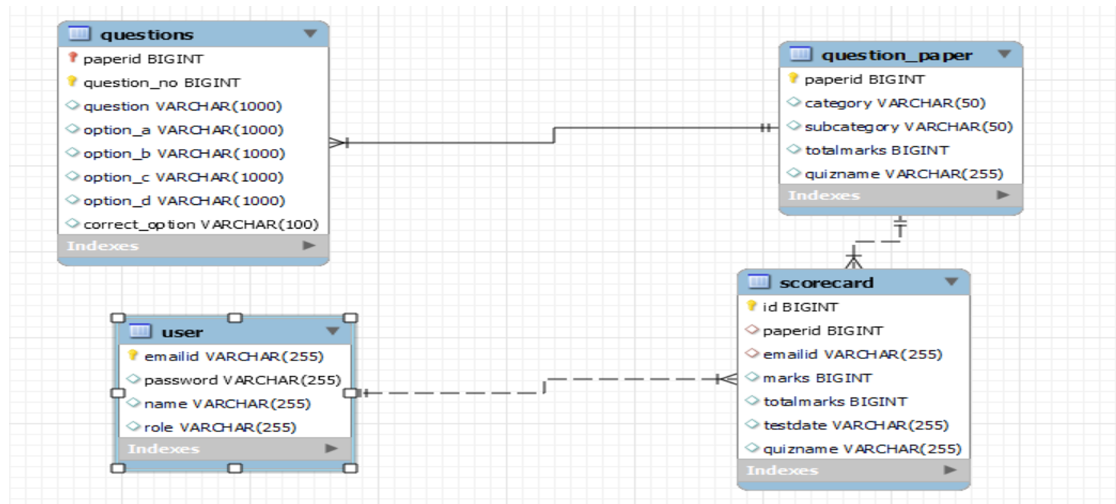 questions
paperid BIGINT
question_no BIGINT
question VARCHAR(1000)
option_a VARCHAR(1000)
option_b VARCHAR(1000)
option_c VARCHAR(1000)
option_d VARCHAR(1000)
correct_option VARCHAR(100)
Indexes
question_paper
paperid BIGINT
category VARCHAR(50)
subcategory VARCHAR(50)
totalmarks BIGINT
quizname VARCHAR(255)
Indexes
user
emailid VARCHAR(255)
password VARCHAR(255)
name VARCHAR(255)
role VARCHAR(255)
Indexes
scorecard
id BIGINT
paperid BIGINT
emailid VARCHAR(255)
marks BIGINT
totalmarks BIGINT
testdate VARCHAR(255)
quizname VARCHAR(255)
Indexes